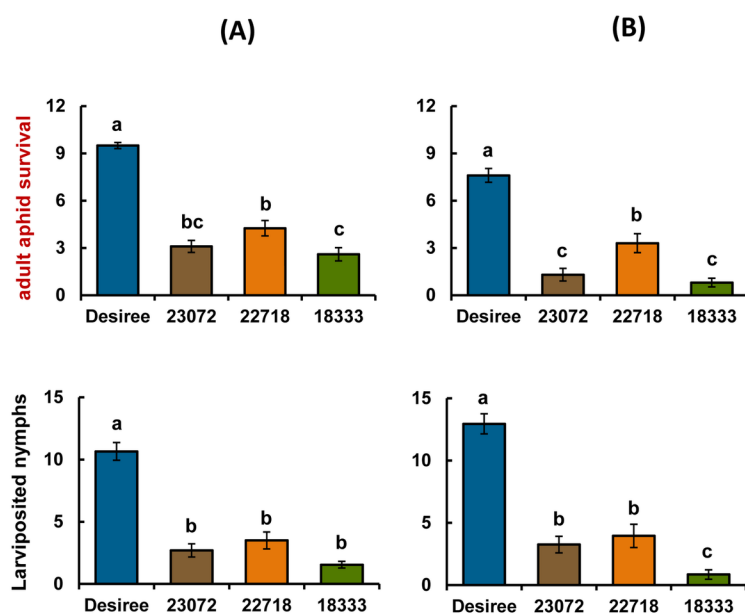 (A)
(B)
adult aphid survival
12
9
6
3
0
a
bc
b
c
Desiree 23072 22718 18333
12
9
6
3
0
a
c
b
c
Desiree 23072 22718 18333
Larviposited nymphs
15
10
5
0
a
b
b
b
Desiree 23072 22718 18333
15
10
5
0
a
b
b
c
Desiree 23072 22718 18333